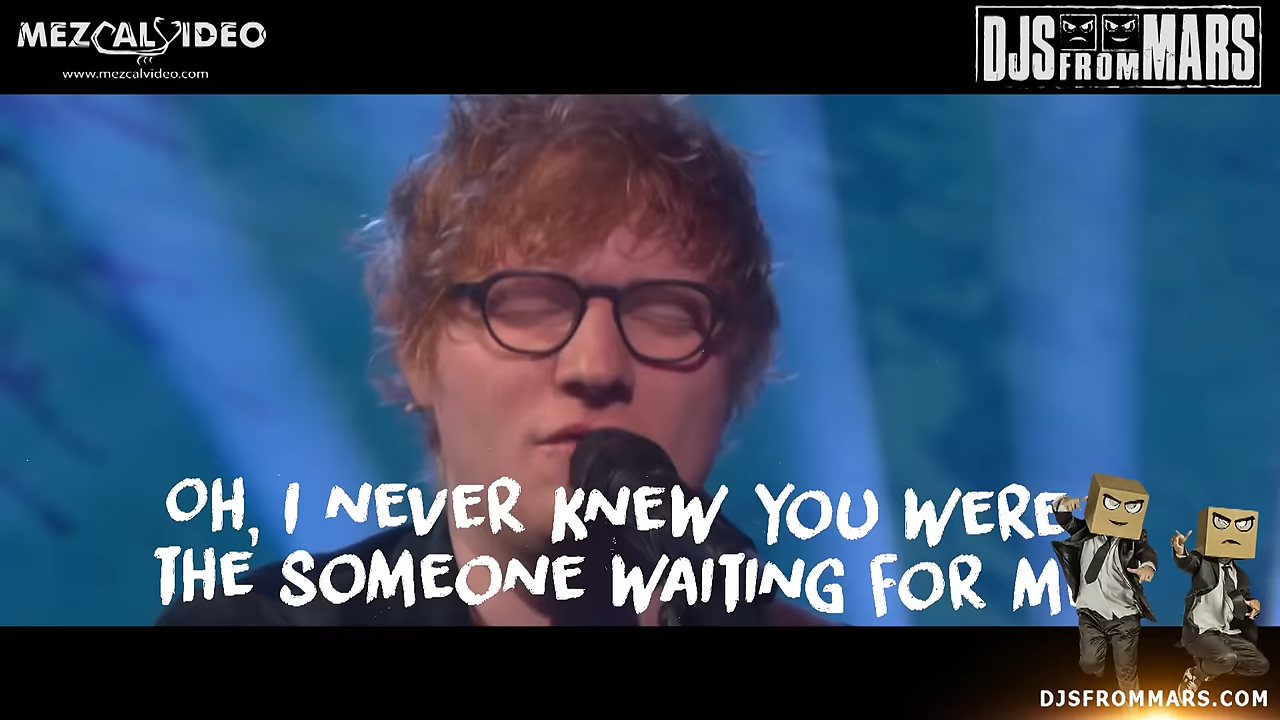 MEZCALVIDEO
www.mezcalvideo.com
DJS FROM MARS
OH, I NEVER KNEW YOU WERE
THE SOMEONE WAITING FOR M
DJSFROMMARS.COM